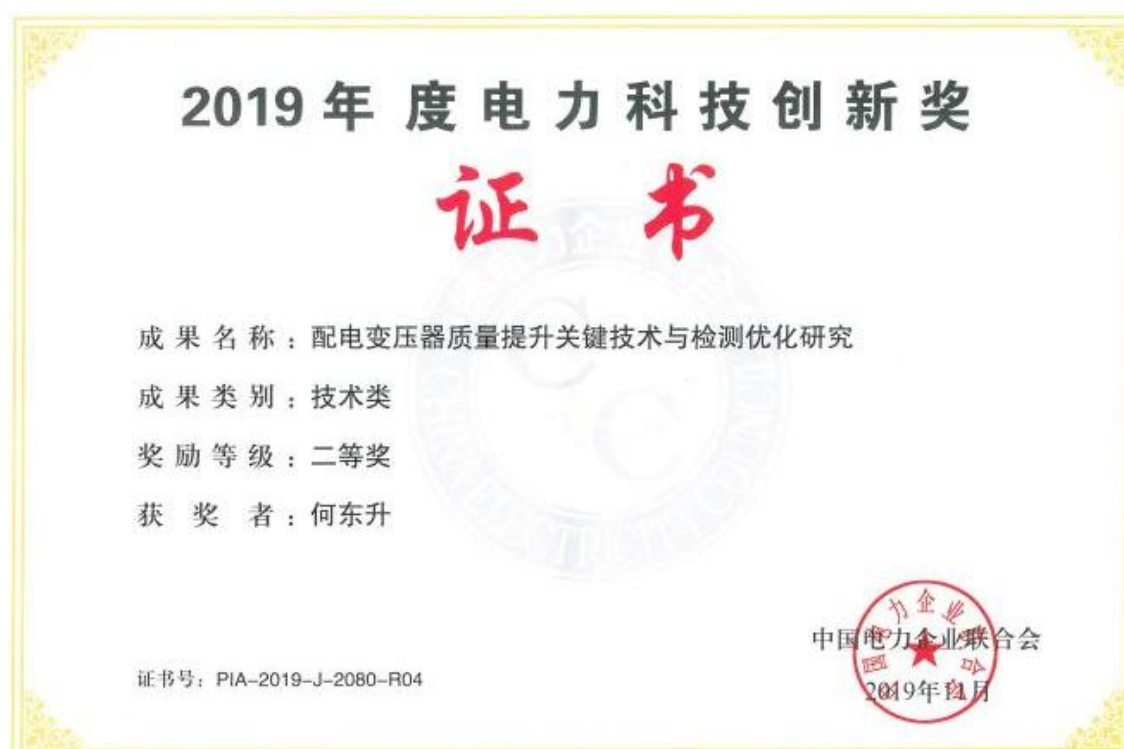 2019年度电力科技创新奖
证书
成果名称：配电变压器质量提升关键技术与检测优化研究
成果类别：技术类
奖励等级：二等奖
获奖者：何东升
中国电力企业联合会
2019年11月
证书号：PIA-2019-J-2080-R04